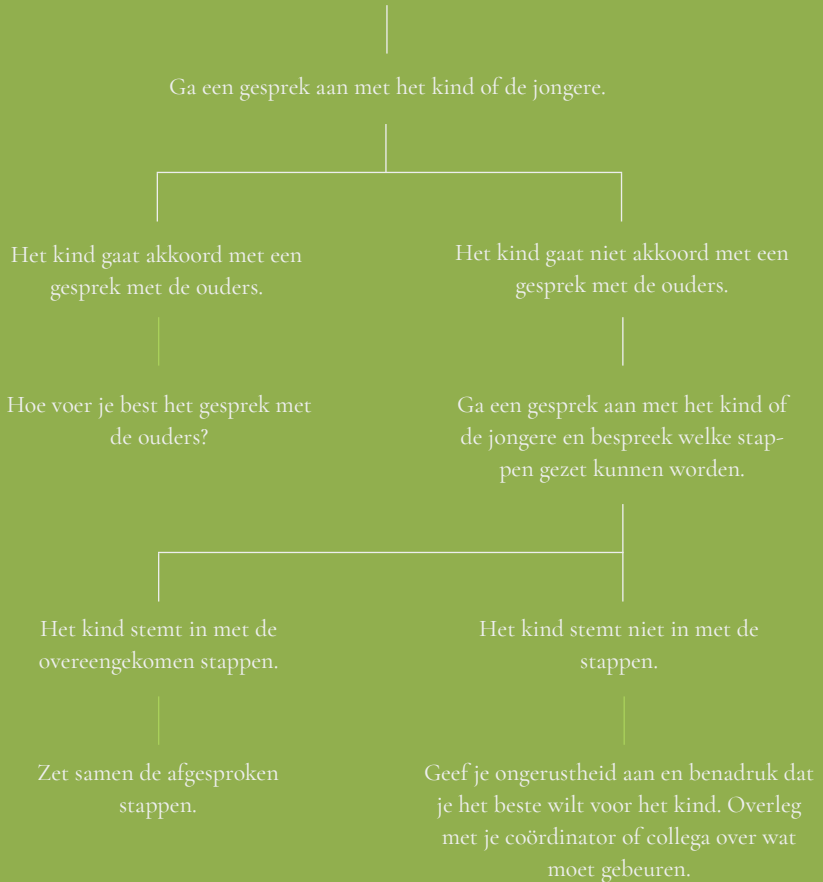 Ga een gesprek aan met het kind of de jongere.
Het kind gaat akkoord met een
gesprek met de ouders.
Het kind gaat niet akkoord met een
gesprek met de ouders.
Hoe voer je best het gesprek met
de ouders?
Ga een gesprek aan met het kind of
de jongere en bespreek welke stap-
pen gezet kunnen worden.
Het kind stemt in met de
overeengekomen stappen.
Het kind stemt niet in met de
stappen.
Zet samen de afgesproken
stappen.
Geef je ongerustheid aan en benadruk dat
je het beste wilt voor het kind. Overleg
met je coördinator of collega over wat
moet gebeuren.